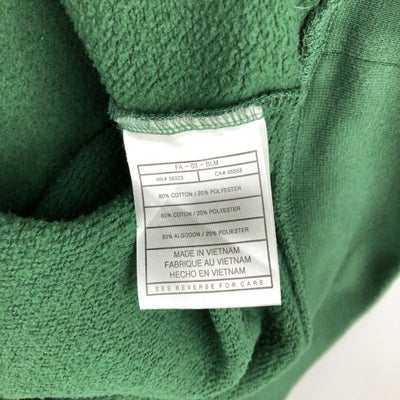 FA - 03 - BLM
RN# 56323 CA# 05553
80% COTTON / 20% POLYESTER
80% COTON / 20% POLYESTER
80% ALGODON / 20% POLIESTER
MADE IN VIETNAM
FABRIQUE AU VIETNAM
HECHO EN VIETNAM
SEE REVERSE FOR CARE